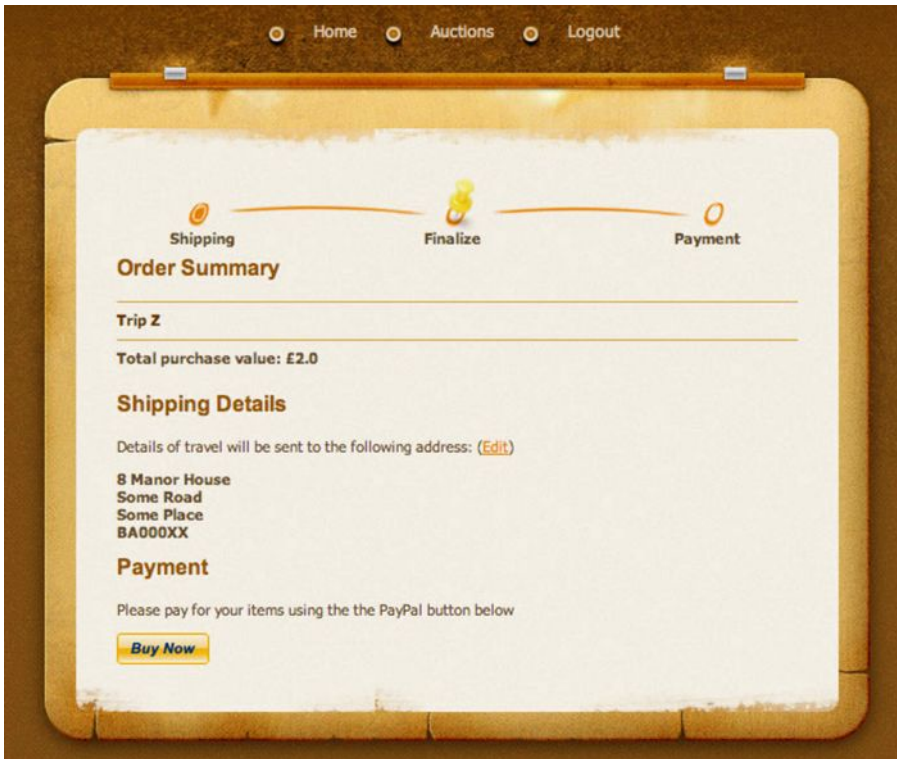 Home Auctions Logout
Shipping Finalize Payment
Order Summary
Trip Z
Total purchase value: £2.0
Shipping Details
Details of travel will be sent to the following address: (Edit)
8 Manor House
Some Road
Some Place
BA000XX
Payment
Please pay for your items using the the PayPal button below
Buy Now